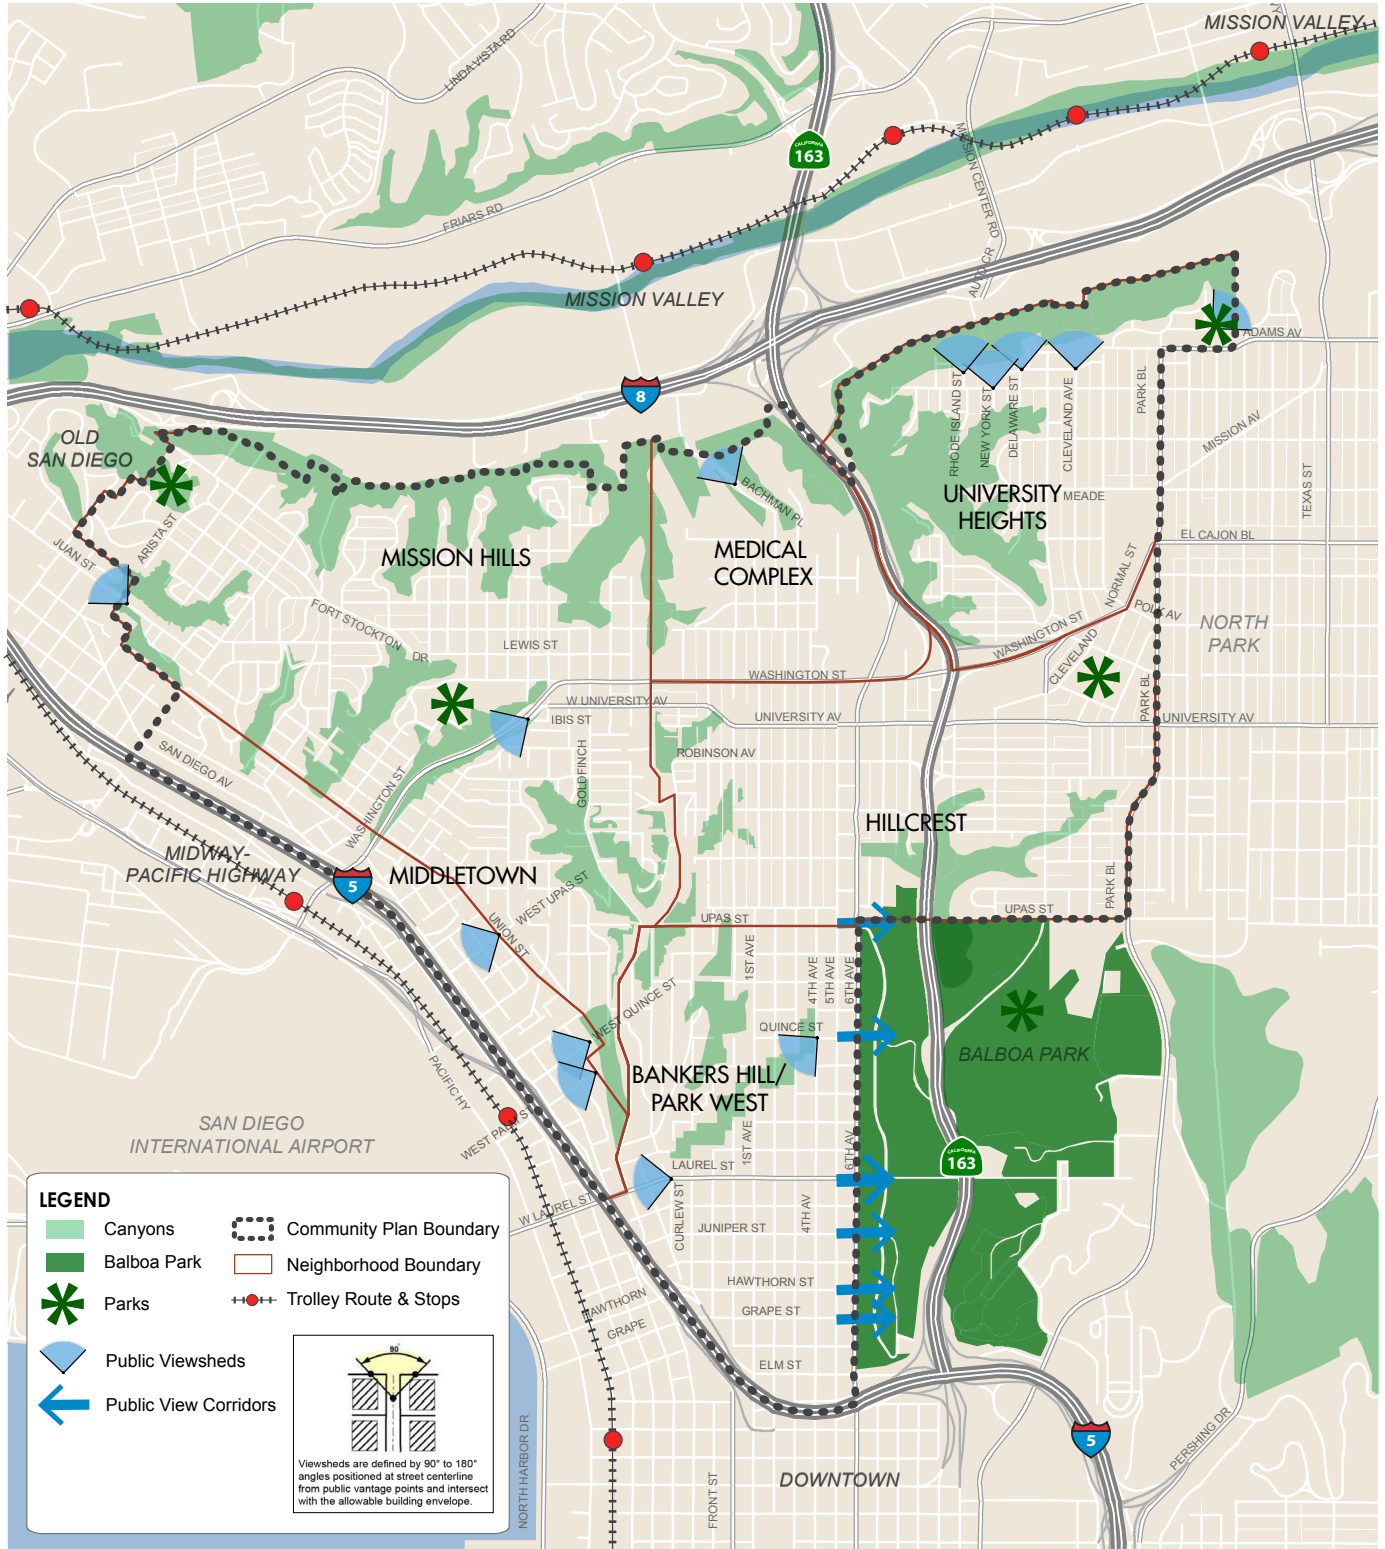 MISSION VALLEY
LINDA VISTA RD
CALIFORNIA
163
MISSION CENTER RD
FRIARS RD
AUTO CR
MISSION VALLEY
ADAMS AV
8
OLD
SAN DIEGO
RHODE ISLAND ST
NEW YORK ST
DELAWARE ST
CLEVELAND AVE
PARK BL
MISSION AV
TEXAS ST
BACHMAN PL
UNIVERSITY
HEIGHTS
MEADE
ARISTA ST
JUAN ST
MISSION HILLS
MEDICAL
COMPLEX
EL CAJON BL
NORMAL ST
POLK AV
NORTH
PARK
FORT STOCKTON DR
LEWIS ST
WASHINGTON ST
CLEVELAND
WASHINGTON ST
W UNIVERSITY AV
IBIS ST
UNIVERSITY AV
PARK BL
UNIVERSITY AV
SAN DIEGO AV
ROBINSON AV
GOLDFINCH
WASHINGTON ST
HILLCREST
MIDWAY-
PACIFIC HIGHWAY
5
MIDDLETOWN
WEST UPAS ST
UNION ST
UPAS ST
UPAS ST
PARK BL
1ST AVE
4TH AVE
5TH AVE
6TH AVE
WEST QUINCE ST
QUINCE ST
BALBOA PARK
PACIFIC HY
BANKERS HILL/
PARK WEST
SAN DIEGO
INTERNATIONAL AIRPORT
WEST PALM S
1ST AVE
6TH AV
CALIFORNIA
163
LAUREL ST
W LAUREL ST
CURLEW ST
4TH AV
JUNIPER ST
HAWTHORN ST
HAWTHORN
GRAPE ST
GRAPE
ELM ST
5
PERSHING DR
NORTH HARBOR DR
FRONT ST
DOWNTOWN
LEGEND
Canyons
Balboa Park
Parks
Public Viewsheds
Public View Corridors
Community Plan Boundary
Neighborhood Boundary
Trolley Route & Stops
90°
Viewsheds are defined by 90° to 180°
angles positioned at street centerline
from public vantage points and intersect
with the allowable building envelope.